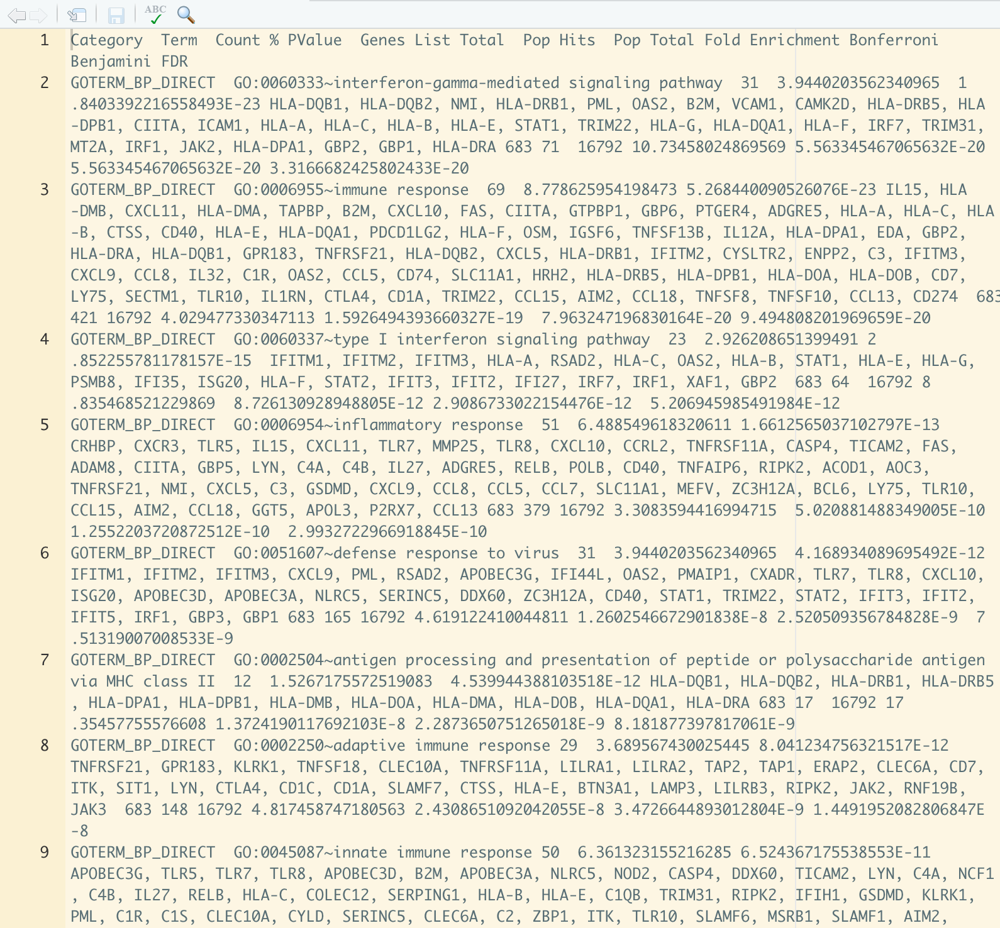 ABC
1 Category Term Count % PValue Genes List Total Pop Hits Pop Total Fold Enrichment Bonferroni
Benjamini FDR
2 GOTERM_BP_DIRECT GO:0060333~interferon-gamma-mediated signaling pathway 31 3.9440203562340965 1
.8403392216558493E-23 HLA-DQB1, HLA-DQB2, NMI, HLA-DRB1, PML, OAS2, B2M, VCAM1, CAMK2D, HLA-DRB5, HLA
-DPB1, CIITA, ICAM1, HLA-A, HLA-C, HLA-B, HLA-E, STAT1, TRIM22, HLA-G, HLA-DQA1, HLA-F, IRF7, TRIM31,
MT2A, IRF1, JAK2, HLA-DPA1, GBP2, GBP1, HLA-DRA 683 71 16792 10.73458024869569 5.563345467065632E-20
5.563345467065632E-20 3.3166682425802433E-20
3 GOTERM_BP_DIRECT GO:0006955~immune response 69 8.778625954198473 5.268440090526076E-23 IL15, HLA
-DMB, CXCL11, HLA-DMA, TAPBP, B2M, CXCL10, FAS, CIITA, GTPBP1, GBP6, PTGER4, ADGRE5, HLA-A, HLA-C, HLA
-B, CTSS, CD40, HLA-E, HLA-DQA1, PDCD1LG2, HLA-F, OSM, IGSF6, TNFSF13B, IL12A, HLA-DPA1, EDA, GBP2,
HLA-DRA, HLA-DQB1, GPR183, TNFRSF21, HLA-DQB2, CXCL5, HLA-DRB1, IFITM2, CYSLTR2, ENPP2, C3, IFITM3,
CXCL9, CCL8, IL32, C1R, OAS2, CCL5, CD74, SLC11A1, HRH2, HLA-DRB5, HLA-DPB1, HLA-DOA, HLA-DOB, CD7,
LY75, SECTM1, TLR10, IL1RN, CTLA4, CD1A, TRIM22, CCL15, AIM2, CCL18, TNFSF8, TNFSF10, CCL13, CD274 683
421 16792 4.029477330347113 1.5926494393660327E-19 7.963247196830164E-20 9.494808201969659E-20
4 GOTERM_BP_DIRECT GO:0060337~type I interferon signaling pathway 23 2.926208651399491 2
.852255781178157E-15 IFITM1, IFITM2, IFITM3, HLA-A, RSAD2, HLA-C, OAS2, HLA-B, STAT1, HLA-E, HLA-G,
PSMB8, IFI35, ISG20, HLA-F, STAT2, IFIT3, IFIT2, IFI27, IRF7, IRF1, XAF1, GBP2 683 64 16792 8
.835468521229869 8.726130928948805E-12 2.9086733022154476E-12 5.206945985491984E-12
5 GOTERM_BP_DIRECT GO:0006954~inflammatory response 51 6.488549618320611 1.6612565037102797E-13
CRHBP, CXCR3, TLR5, IL15, CXCL11, TLR7, MMP25, TLR8, CXCL10, CCRL2, TNFRSF11A, CASP4, TICAM2, FAS,
ADAM8, CIITA, GBP5, LYN, C4A, C4B, IL27, ADGRE5, RELB, POLB, CD40, TNFAIP6, RIPK2, ACOD1, AOC3,
TNFRSF21, NMI, CXCL5, C3, GSDMD, CXCL9, CCL8, CCL5, CCL7, SLC11A1, MEFV, ZC3H12A, BCL6, LY75, TLR10,
CCL15, AIM2, CCL18, GGT5, APOL3, P2RX7, CCL13 683 379 16792 3.3083594416994715 5.020881488349005E-10
1.2552203720872512E-10 2.9932722966918845E-10
6 GOTERM_BP_DIRECT GO:0051607~defense response to virus 31 3.9440203562340965 4.168934089695492E-12
IFITM1, IFITM2, IFITM3, CXCL9, PML, RSAD2, APOBEC3G, IFI44L, OAS2, PMAIP1, CXADR, TLR7, TLR8, CXCL10,
ISG20, APOBEC3D, APOBEC3A, NLRC5, SERINC5, DDX60, ZC3H12A, CD40, STAT1, TRIM22, STAT2, IFIT3, IFIT2,
IFIT5, IRF1, GBP3, GBP1 683 165 16792 4.619122410044811 1.2602546672901838E-8 2.520509356784828E-9 7
.51319007008533E-9
7 GOTERM_BP_DIRECT GO:0002504~antigen processing and presentation of peptide or polysaccharide antigen
via MHC class II 12 1.5267175572519083 4.539944388103518E-12 HLA-DQB1, HLA-DQB2, HLA-DRB1, HLA-DRB5
, HLA-DPA1, HLA-DPB1, HLA-DMB, HLA-DOA, HLA-DMA, HLA-DOB, HLA-DQA1, HLA-DRA 683 17 16792 17
.35457755576608 1.3724190117692103E-8 2.2873650751265018E-9 8.181877397817061E-9
8 GOTERM_BP_DIRECT GO:0002250~adaptive immune response 29 3.689567430025445 8.041234756321517E-12
TNFRSF21, GPR183, KLRK1, TNFSF18, CLEC10A, TNFRSF11A, LILRA1, LILRA2, TAP2, TAP1, ERAP2, CLEC6A, CD7,
ITK, SIT1, LYN, CTLA4, CD1C, CD1A, SLAMF7, CTSS, HLA-E, BTN3A1, LAMP3, LILRB3, RIPK2, JAK2, RNF19B,
JAK3 683 148 16792 4.817458747180563 2.4308651092042055E-8 3.4726644893012804E-9 1.4491952082806847E
-8
9 GOTERM_BP_DIRECT GO:0045087~innate immune response 50 6.361323155216285 6.524367175538553E-11
APOBEC3G, TLR5, TLR7, TLR8, APOBEC3D, B2M, APOBEC3A, NLRC5, NOD2, CASP4, DDX60, TICAM2, LYN, C4A, NCF1
, C4B, IL27, RELB, HLA-C, COLEC12, SERPING1, HLA-B, HLA-E, C1QB, TRIM31, RIPK2, IFIH1, GSDMD, KLRK1,
PML, C1R, C1S, CLEC10A, CYLD, SERINC5, CLEC6A, C2, ZBP1, ITK, TLR10, SLAMF6, MSRB1, SLAMF1, AIM2,